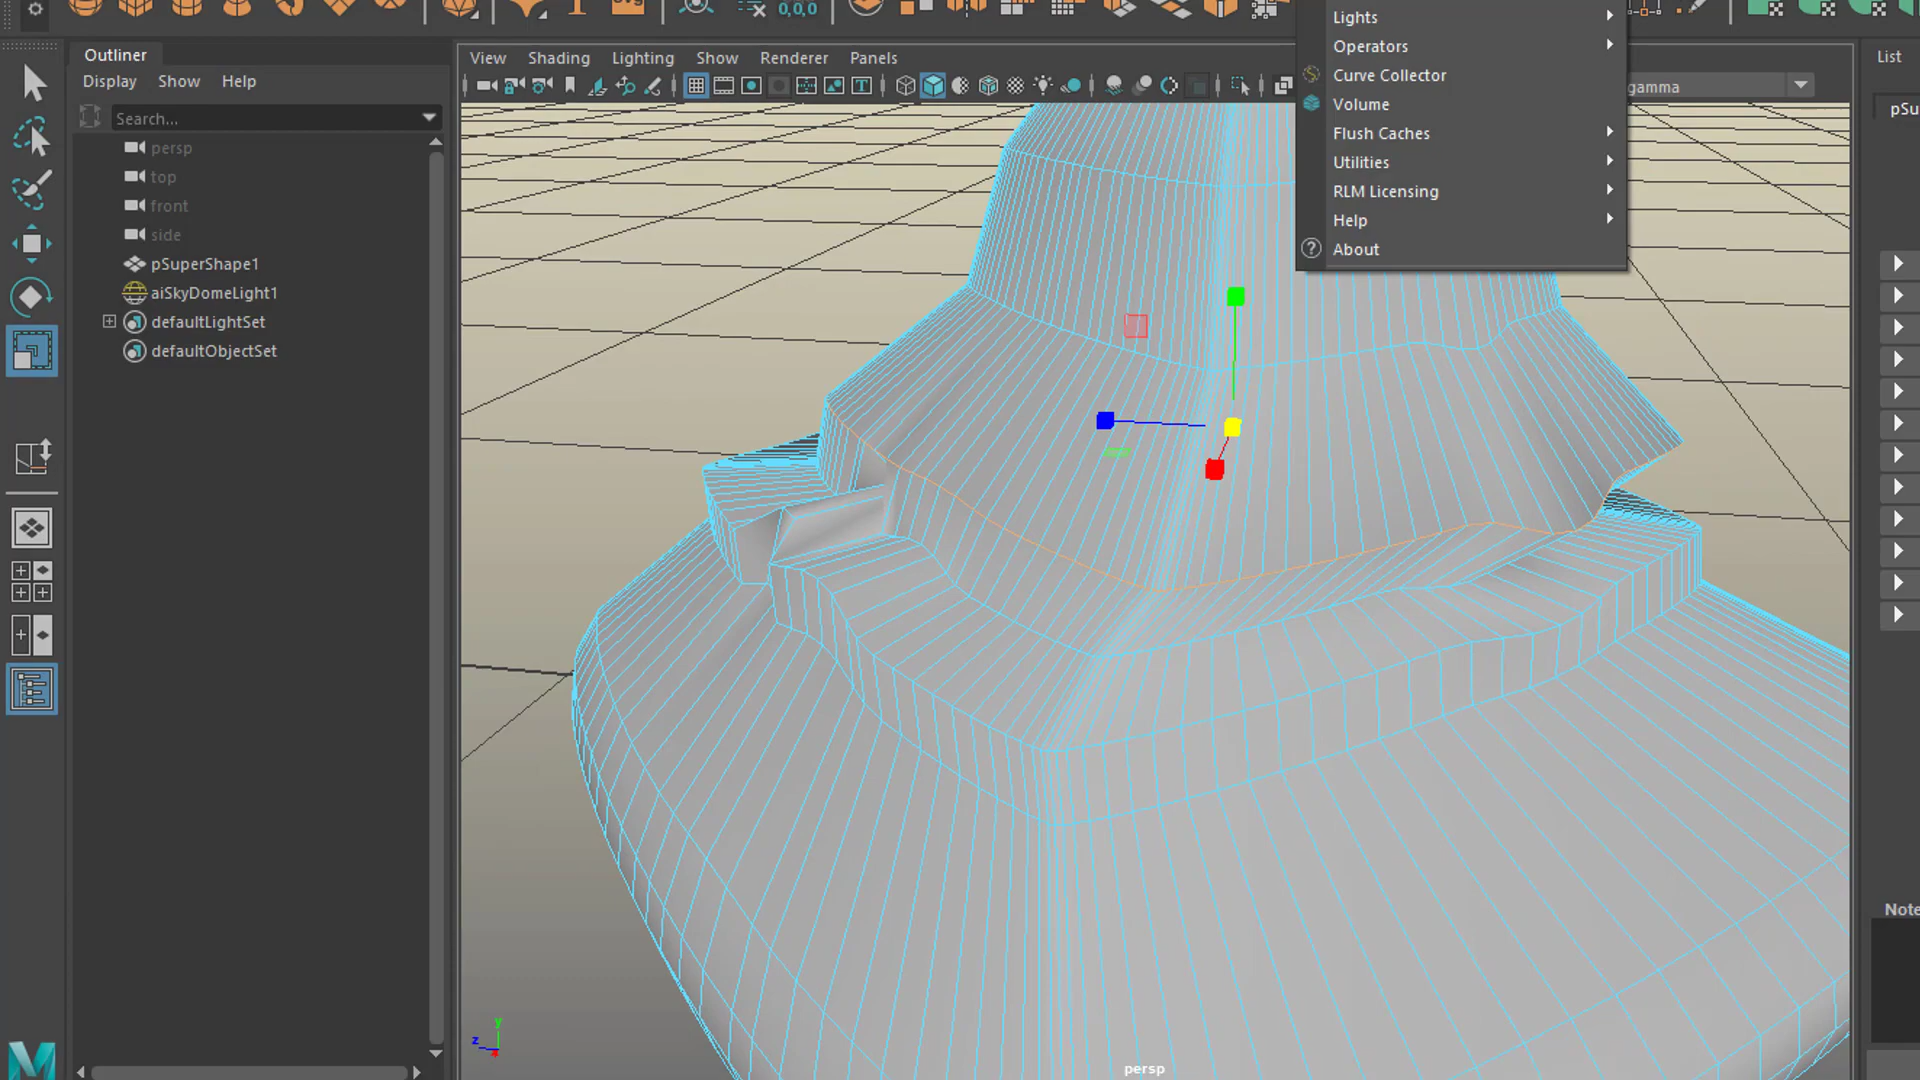 0,0,0
Outliner
Display Show Help
Search...
persp
top
front
side
pSuperShape1
aiSkyDomeLight1
defaultLightSet
defaultObjectSet
View Shading Lighting Show Renderer Panels
Lights
Operators
Curve Collector
Volume
Flush Caches
Utilities
RLM Licensing
Help
About
gamma
List
pSu
Note
y
z
persp